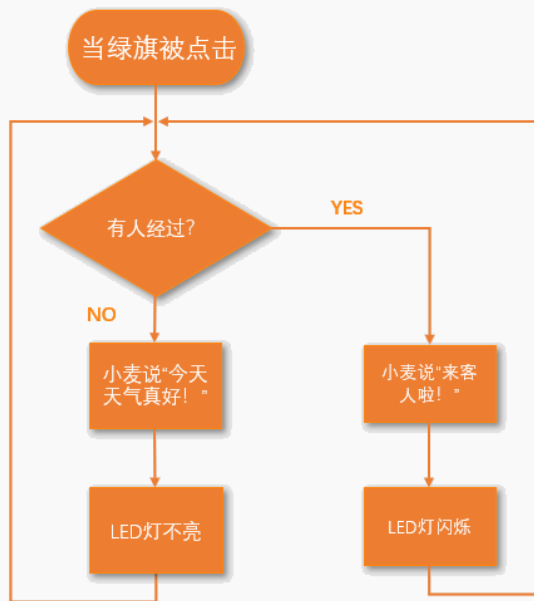 当绿旗被点击
有人经过?
YES
NO
小麦说“今天
天气真好！”
小麦说“来客
人啦！”
LED灯不亮
LED灯闪烁